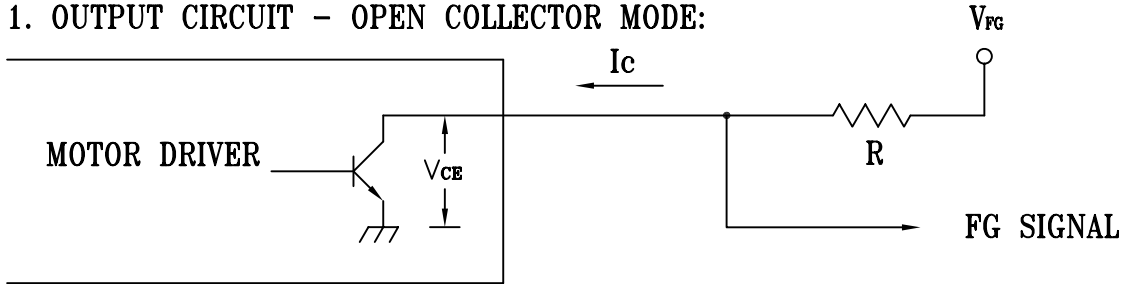 1. OUTPUT CIRCUIT - OPEN COLLECTOR MODE:
VFG
Ic
MOTOR DRIVER
VCE
R
FG SIGNAL